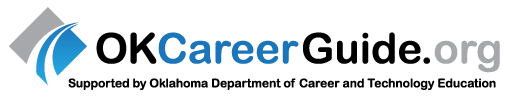 OKCareerGuide.org
Supported by Oklahoma Department of Career and Technology Education